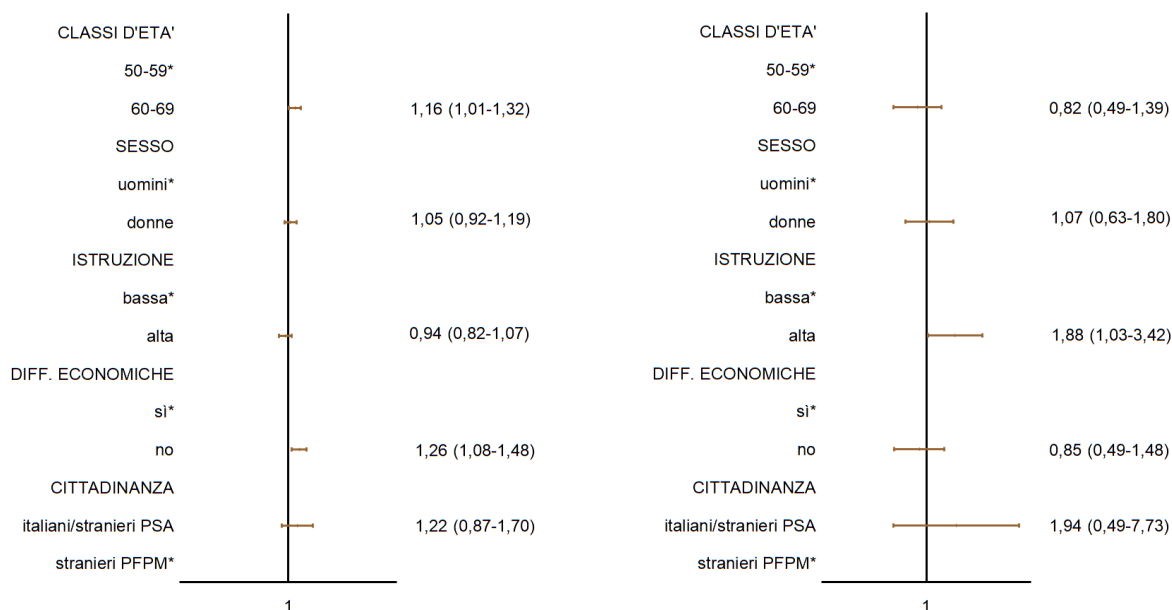 CLASSI D'ETA'
50-59*
60-69 1,16 (1,01-1,32)
SESSO
uomini*
donne 1,05 (0,92-1,19)
ISTRUZIONE
bassa*
alta 0,94 (0,82-1,07)
DIFF. ECONOMICHE
sì*
no 1,26 (1,08-1,48)
CITTADINANZA
italiani/stranieri PSA 1,22 (0,87-1,70)
stranieri PFPM*
1
CLASSI D'ETA'
50-59*
60-69 0,82 (0,49-1,39)
SESSO
uomini*
donne 1,07 (0,63-1,80)
ISTRUZIONE
bassa*
alta 1,88 (1,03-3,42)
DIFF. ECONOMICHE
sì*
no 0,85 (0,49-1,48)
CITTADINANZA
italiani/stranieri PSA 1,94 (0,49-7,73)
stranieri PFPM*
1